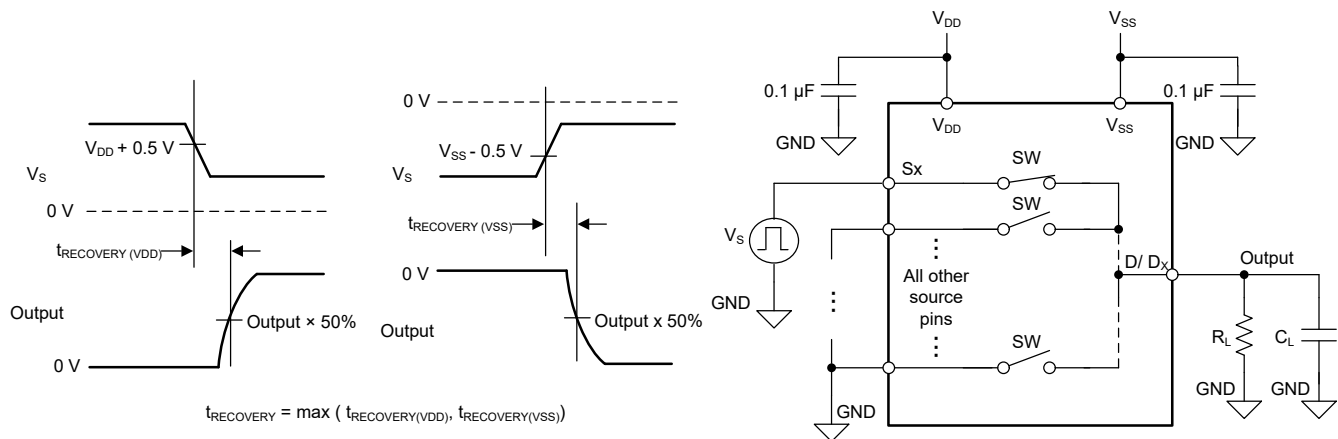 V_DD + 0.5 V
V_S
0 V
t_RECOVERY (VDD)
Output
Output × 50%
0 V
0 V
V_SS - 0.5 V
V_S
t_RECOVERY (VSS)
0 V
Output
Output x 50%
t_RECOVERY = max ( t_RECOVERY(VDD), t_RECOVERY(VSS))
V_DD
V_SS
0.1 µF
0.1 µF
GND
GND
V_DD
V_SS
Sx
SW
SW
V_S
GND
All other
source
pins
SW
GND
D/ D_X
Output
R_L
C_L
GND
GND